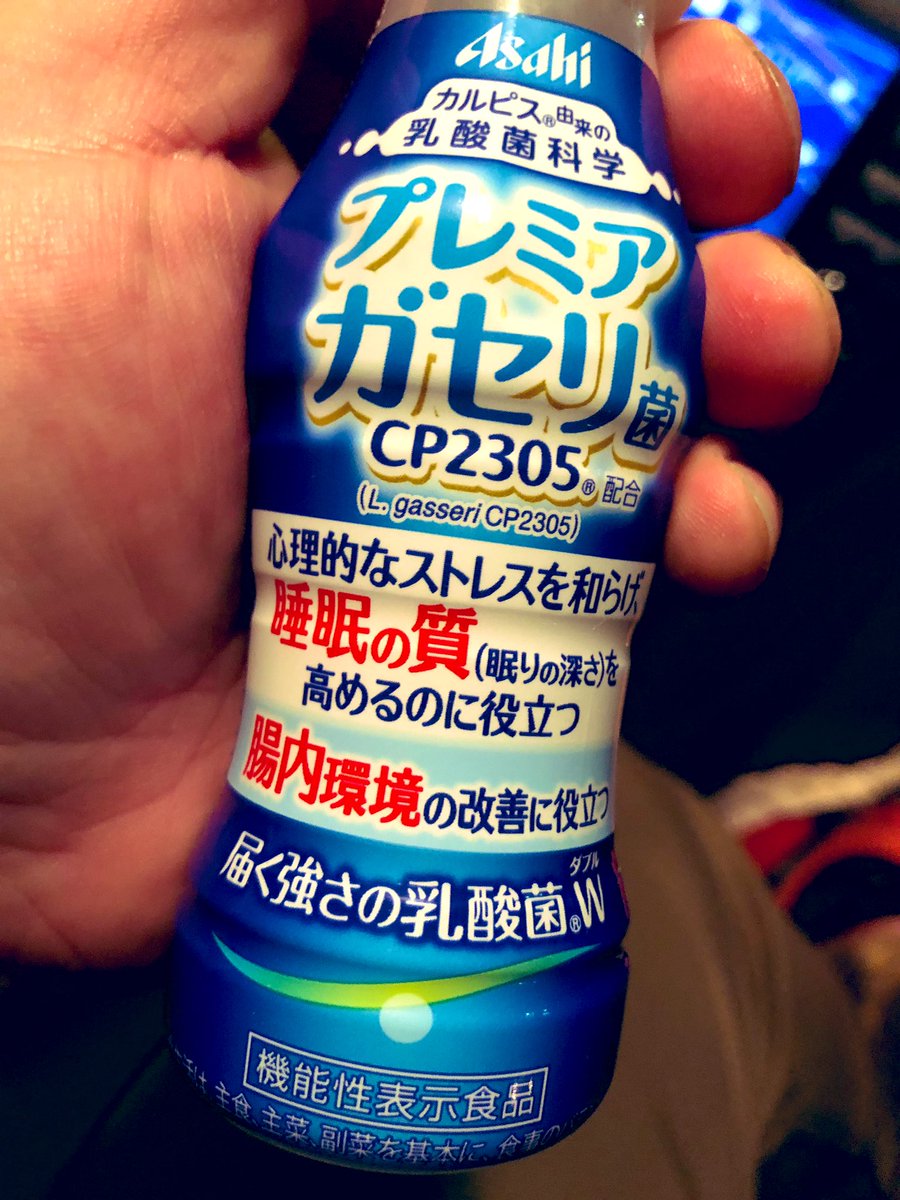 Asahi
カルピス®由来の
乳酸菌科学
プレミア
ガセリ菌
CP2305® 配合
(L. gasseri CP2305)
心理的なストレスを和らげ、
睡眠の質(眠りの深さ)を
高めるのに役立つ
腸内環境の改善に役立つ
届く強さの乳酸菌®W
ダブル
機能性表示食品
は、主食、主菜、副菜を基本に、食事の